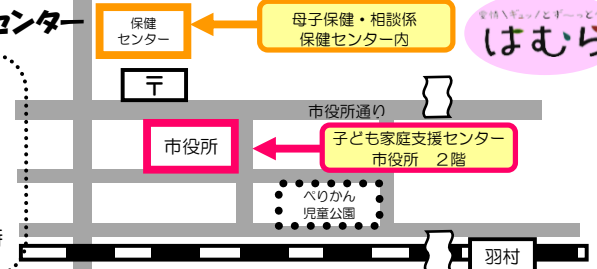 センター
保健
センター
母子保健・相談係
保健センター内
はむら
〒
市役所通り
市役所
子ども家庭支援センター
市役所　２階
ぺりかん
児童公園
時
羽村